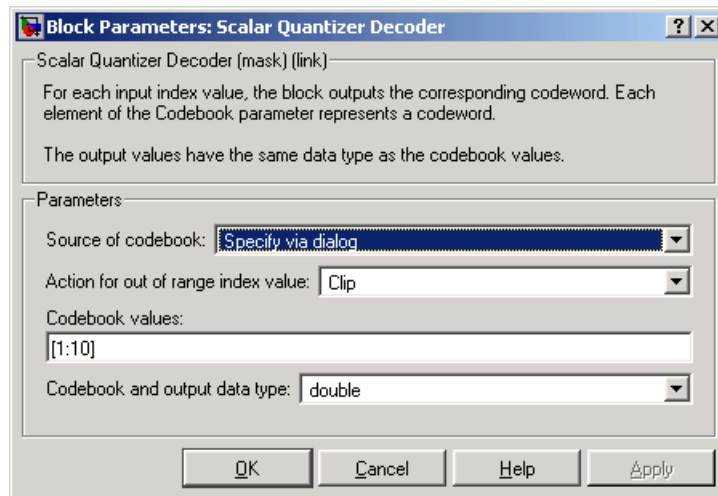 Block Parameters: Scalar Quantizer Decoder
Scalar Quantizer Decoder (mask) (link)
For each input index value, the block outputs the corresponding codeword. Each
element of the Codebook parameter represents a codeword.
The output values have the same data type as the codebook values.
Parameters
Source of codebook: Specify via dialog
Action for out of range index value: Clip
Codebook values:
[1:10]
Codebook and output data type: double
OK Cancel Help Apply